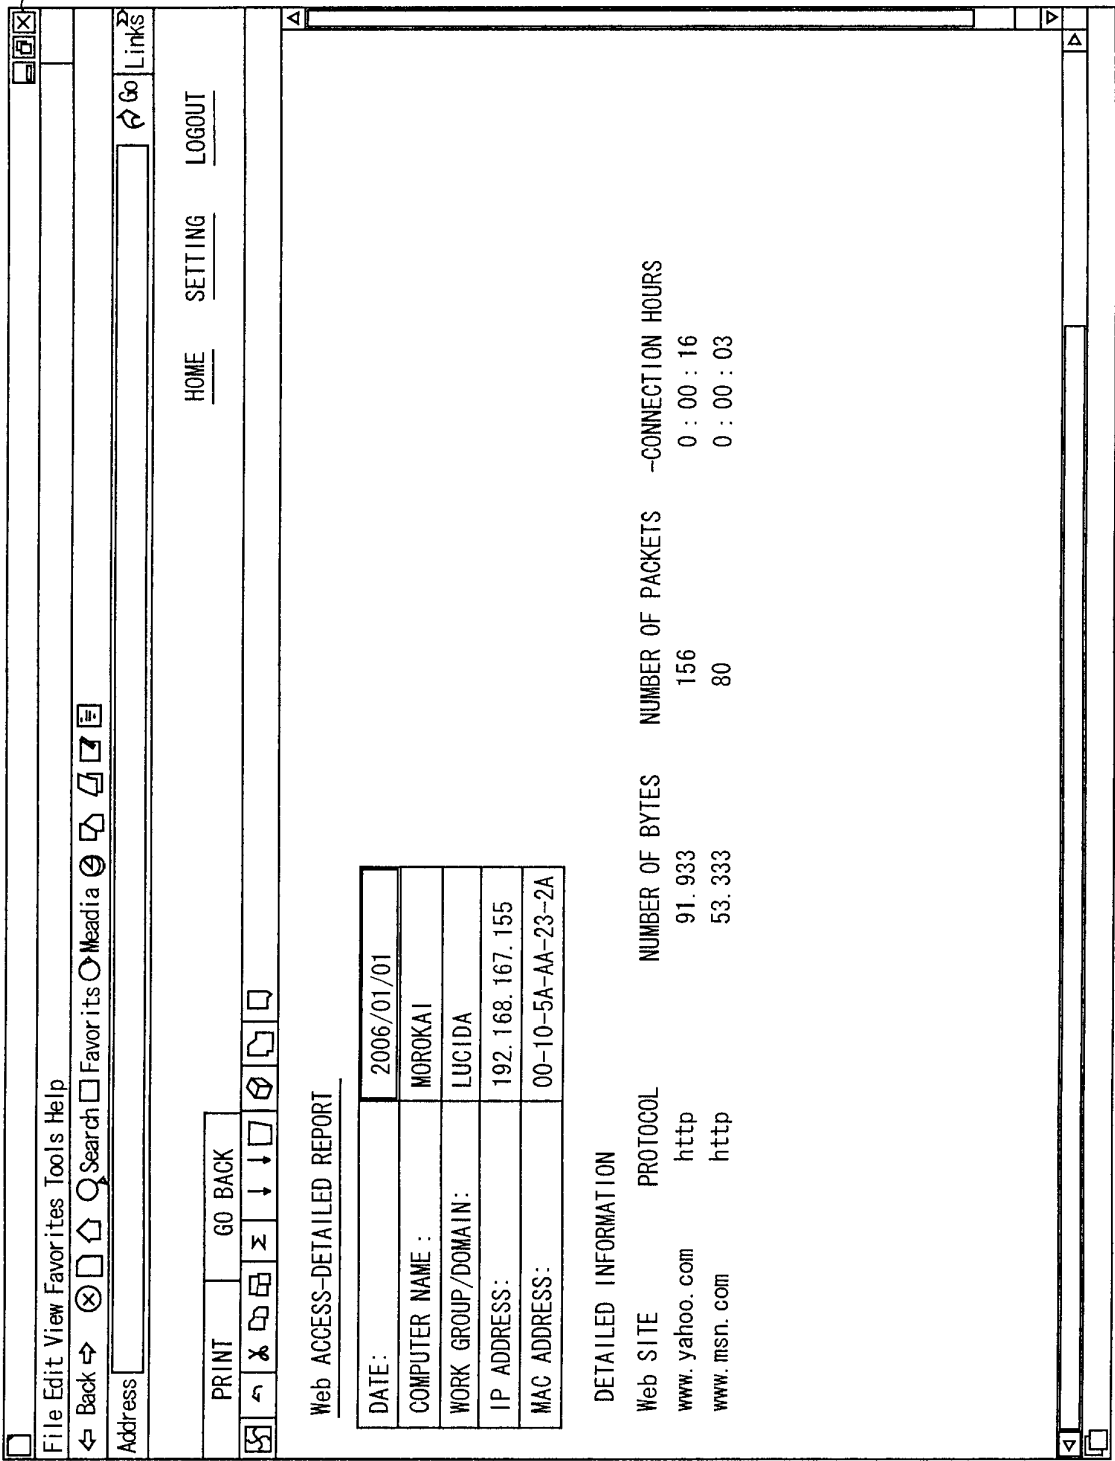 File Edit View Favorites Tools Help
Back Search Favorits Meadia
Address Go Links
HOME SETTING LOGOUT
PRINT GO BACK
Σ
Web ACCESS-DETAILED REPORT
DATE: 2006/01/01
COMPUTER NAME: MOROKAI
WORK GROUP/DOMAIN: LUCIDA
IP ADDRESS: 192.168.167.155
MAC ADDRESS: 00-10-5A-AA-23-2A
DETAILED INFORMATION
Web SITE PROTOCOL NUMBER OF BYTES NUMBER OF PACKETS -CONNECTION HOURS
www.yahoo.com http 91.933 156 0:00:16
www.msn.com http 53.333 80 0:00:03